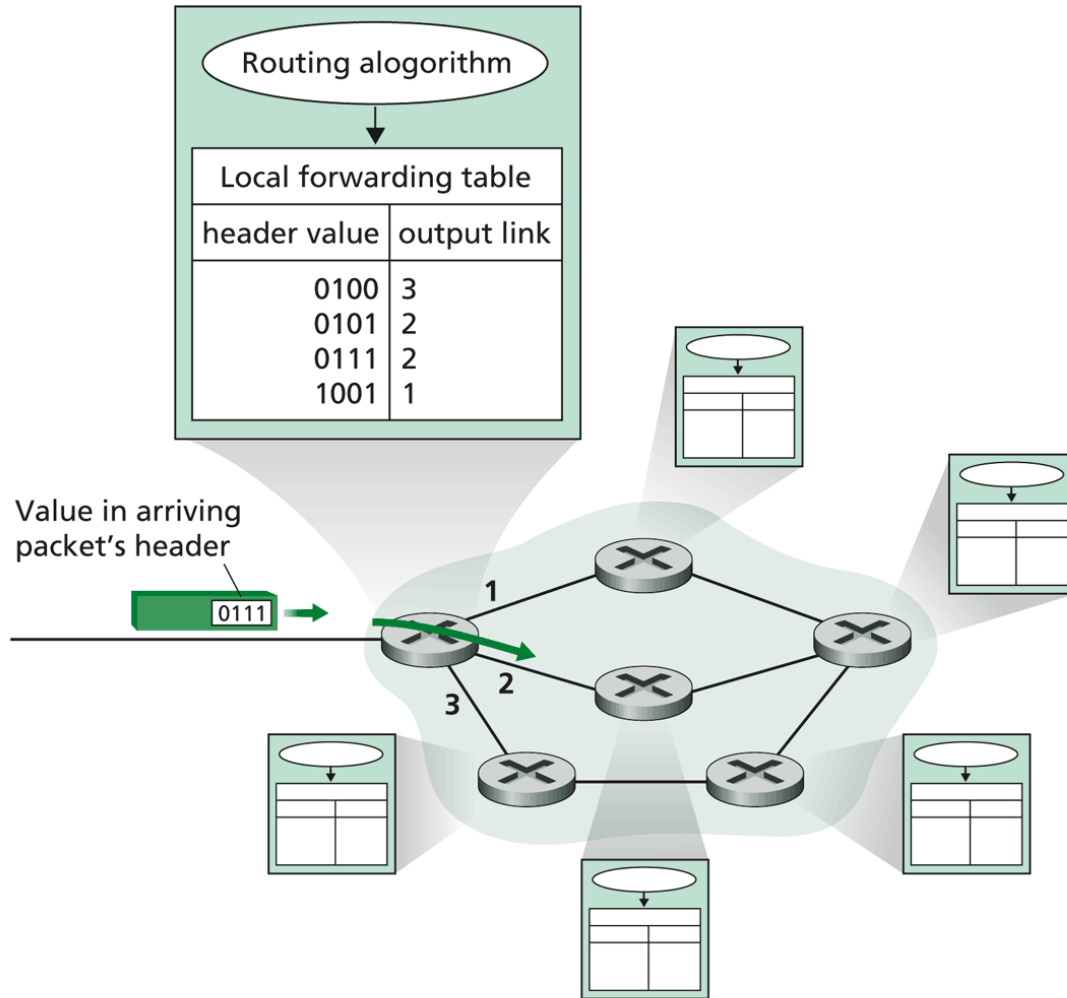 Routing alogorithm
Local forwarding table
header value output link
0100 3
0101 2
0111 2
1001 1
Value in arriving
packet’s header
0111
1
2
3